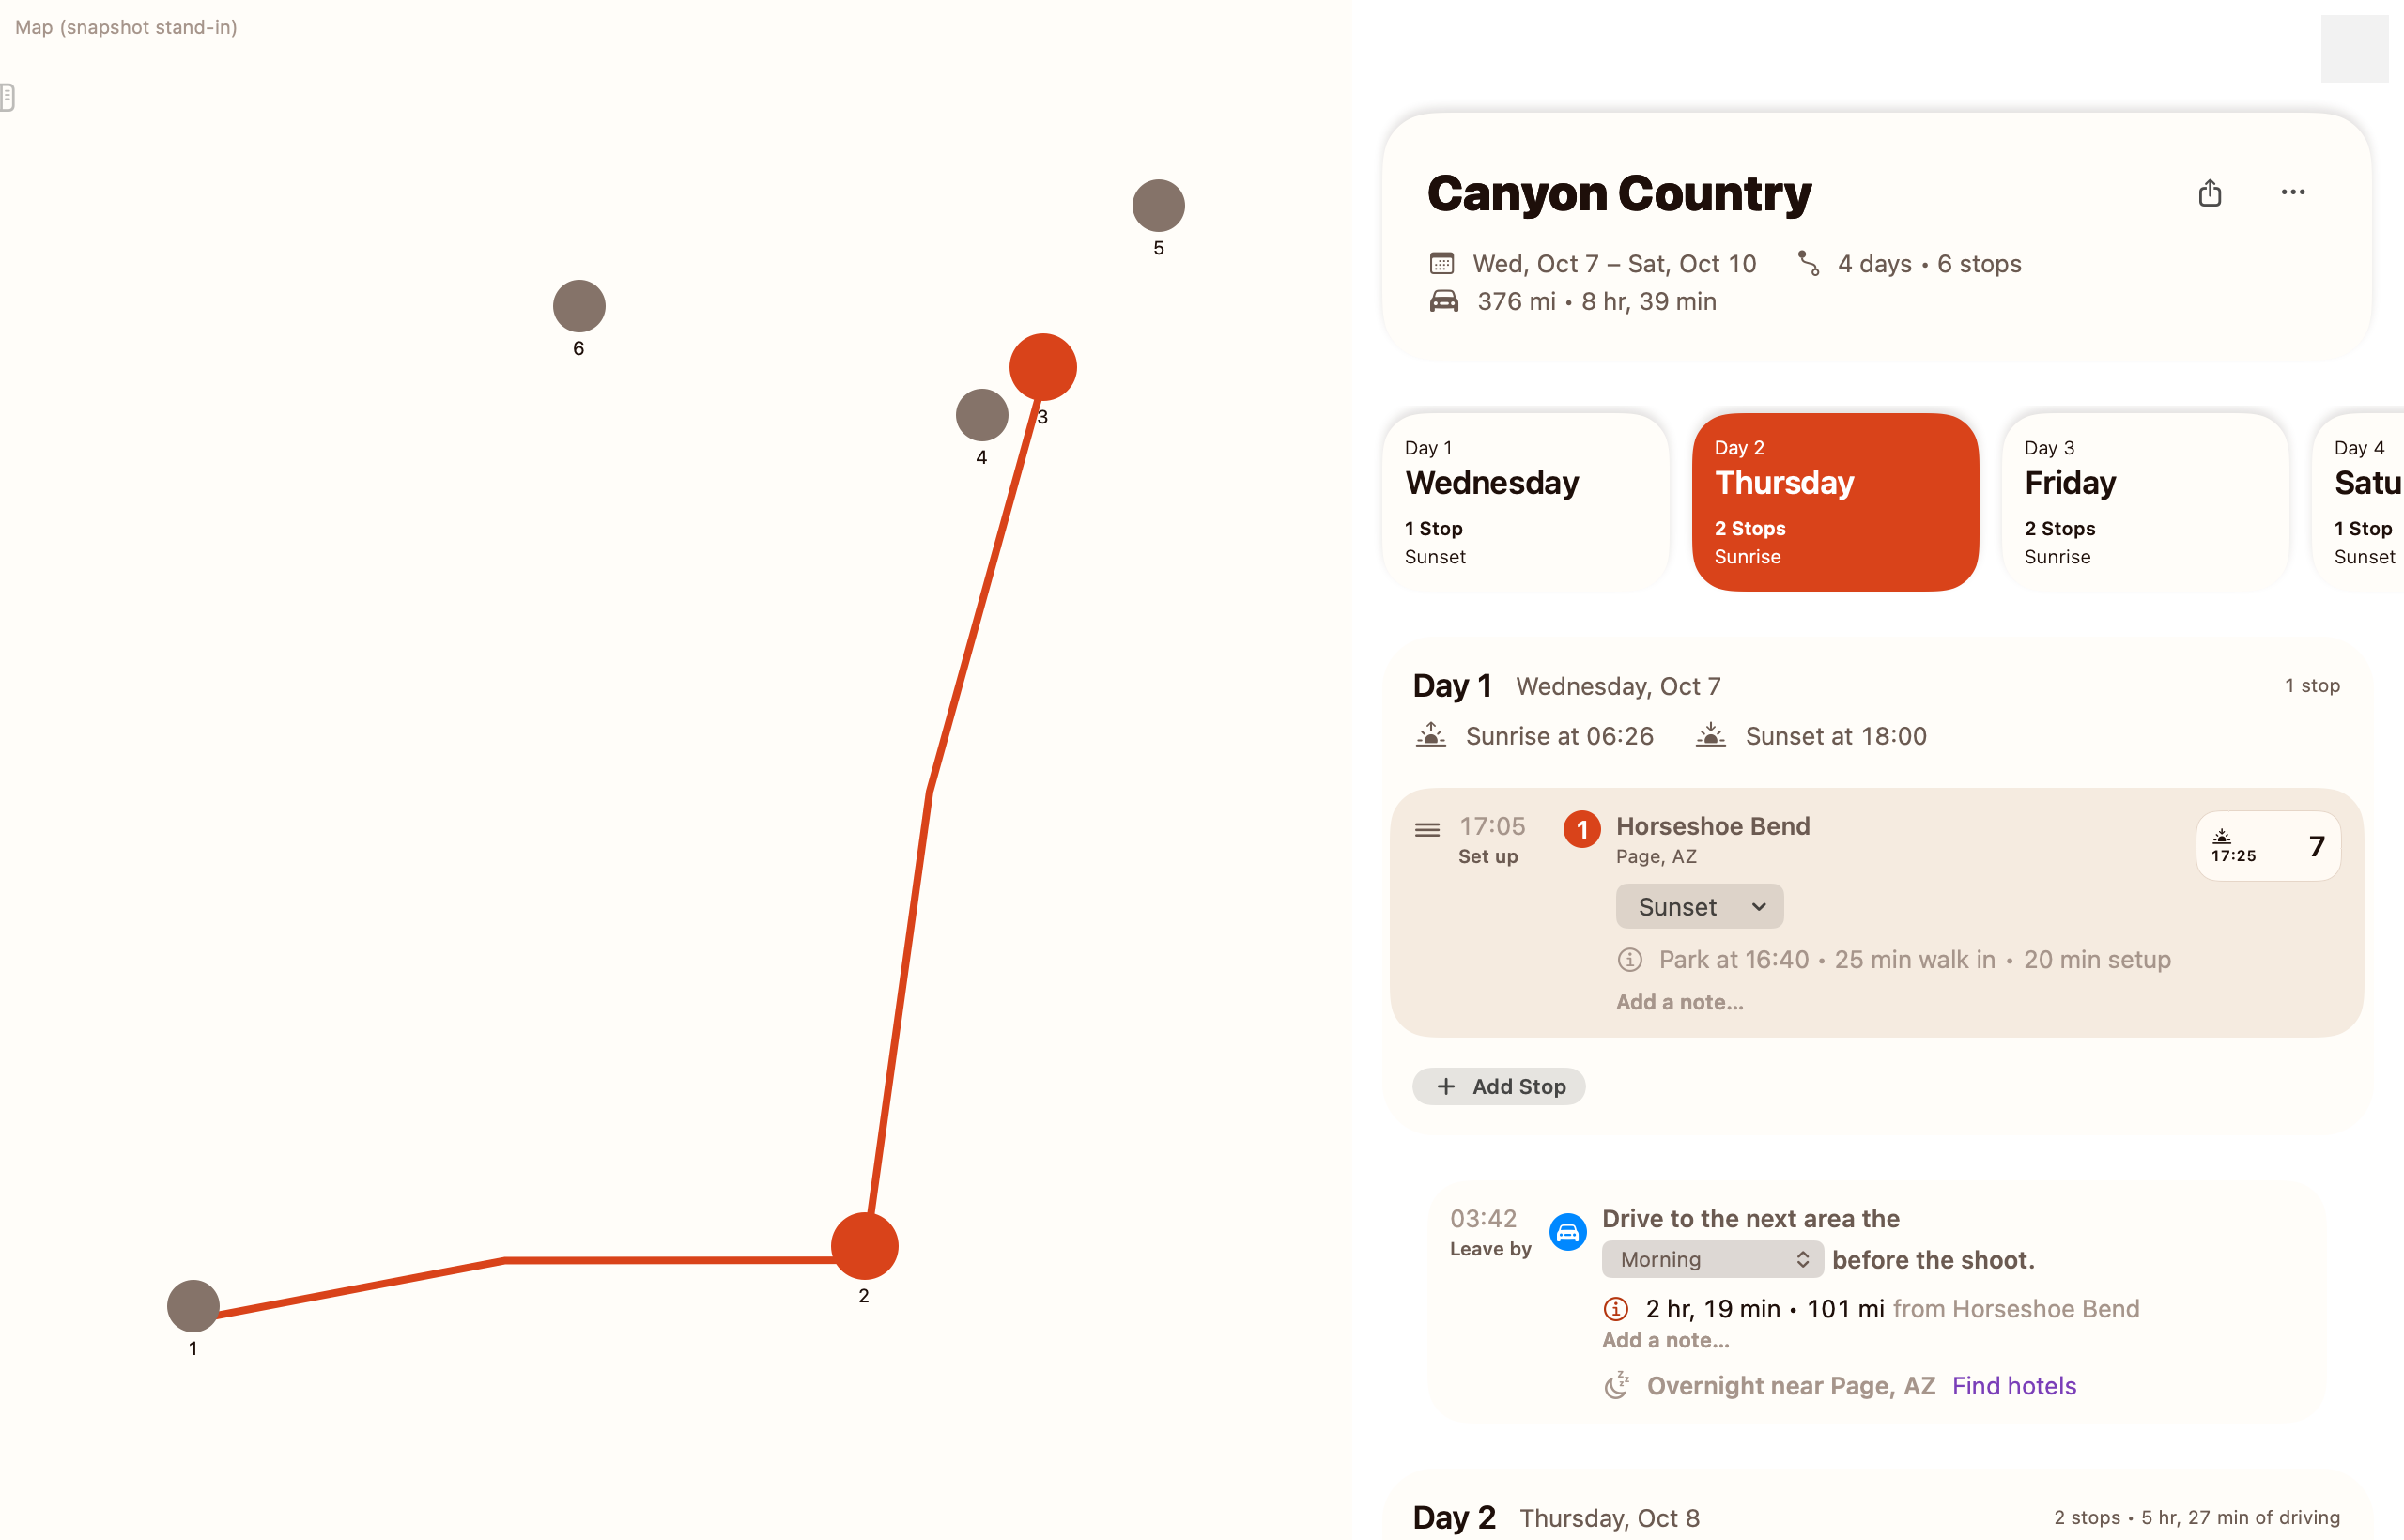 Map (snapshot stand-in)
5
6
3
4
2
1
Canyon Country
Wed, Oct 7 – Sat, Oct 10
4 days • 6 stops
376 mi • 8 hr, 39 min
Day 1
Wednesday
1 Stop
Sunset
Day 2
Thursday
2 Stops
Sunrise
Day 3
Friday
2 Stops
Sunrise
Day 4
Satu
1 Stop
Sunset
Day 1 Wednesday, Oct 7
1 stop
Sunrise at 06:26
Sunset at 18:00
17:05
Set up
1
Horseshoe Bend
Page, AZ
17:25
7
Sunset
Park at 16:40 • 25 min walk in • 20 min setup
Add a note...
+ Add Stop
03:42
Leave by
Drive to the next area the
Morning before the shoot.
2 hr, 19 min • 101 mi from Horseshoe Bend
Add a note...
Overnight near Page, AZ Find hotels
Day 2 Thursday, Oct 8
2 stops • 5 hr, 27 min of driving